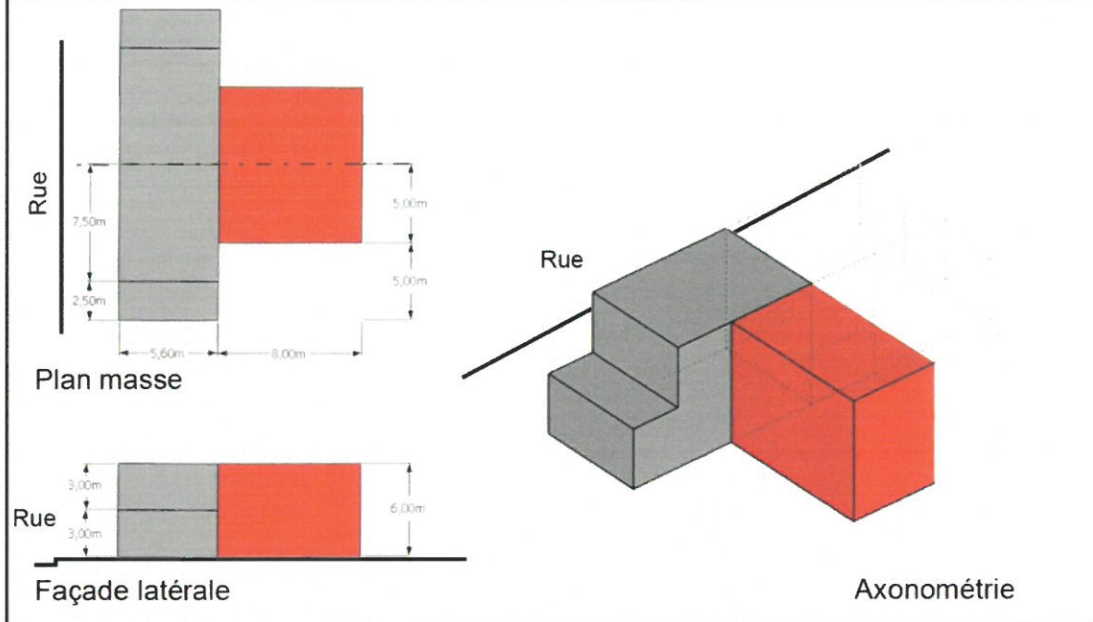 Rue
7,50m
2,50m
5,00m
5,00m
5,60m
8,00m
Plan masse
Rue
3,00m
3,00m
6,00m
Rue
Façade latérale
Axonométrie